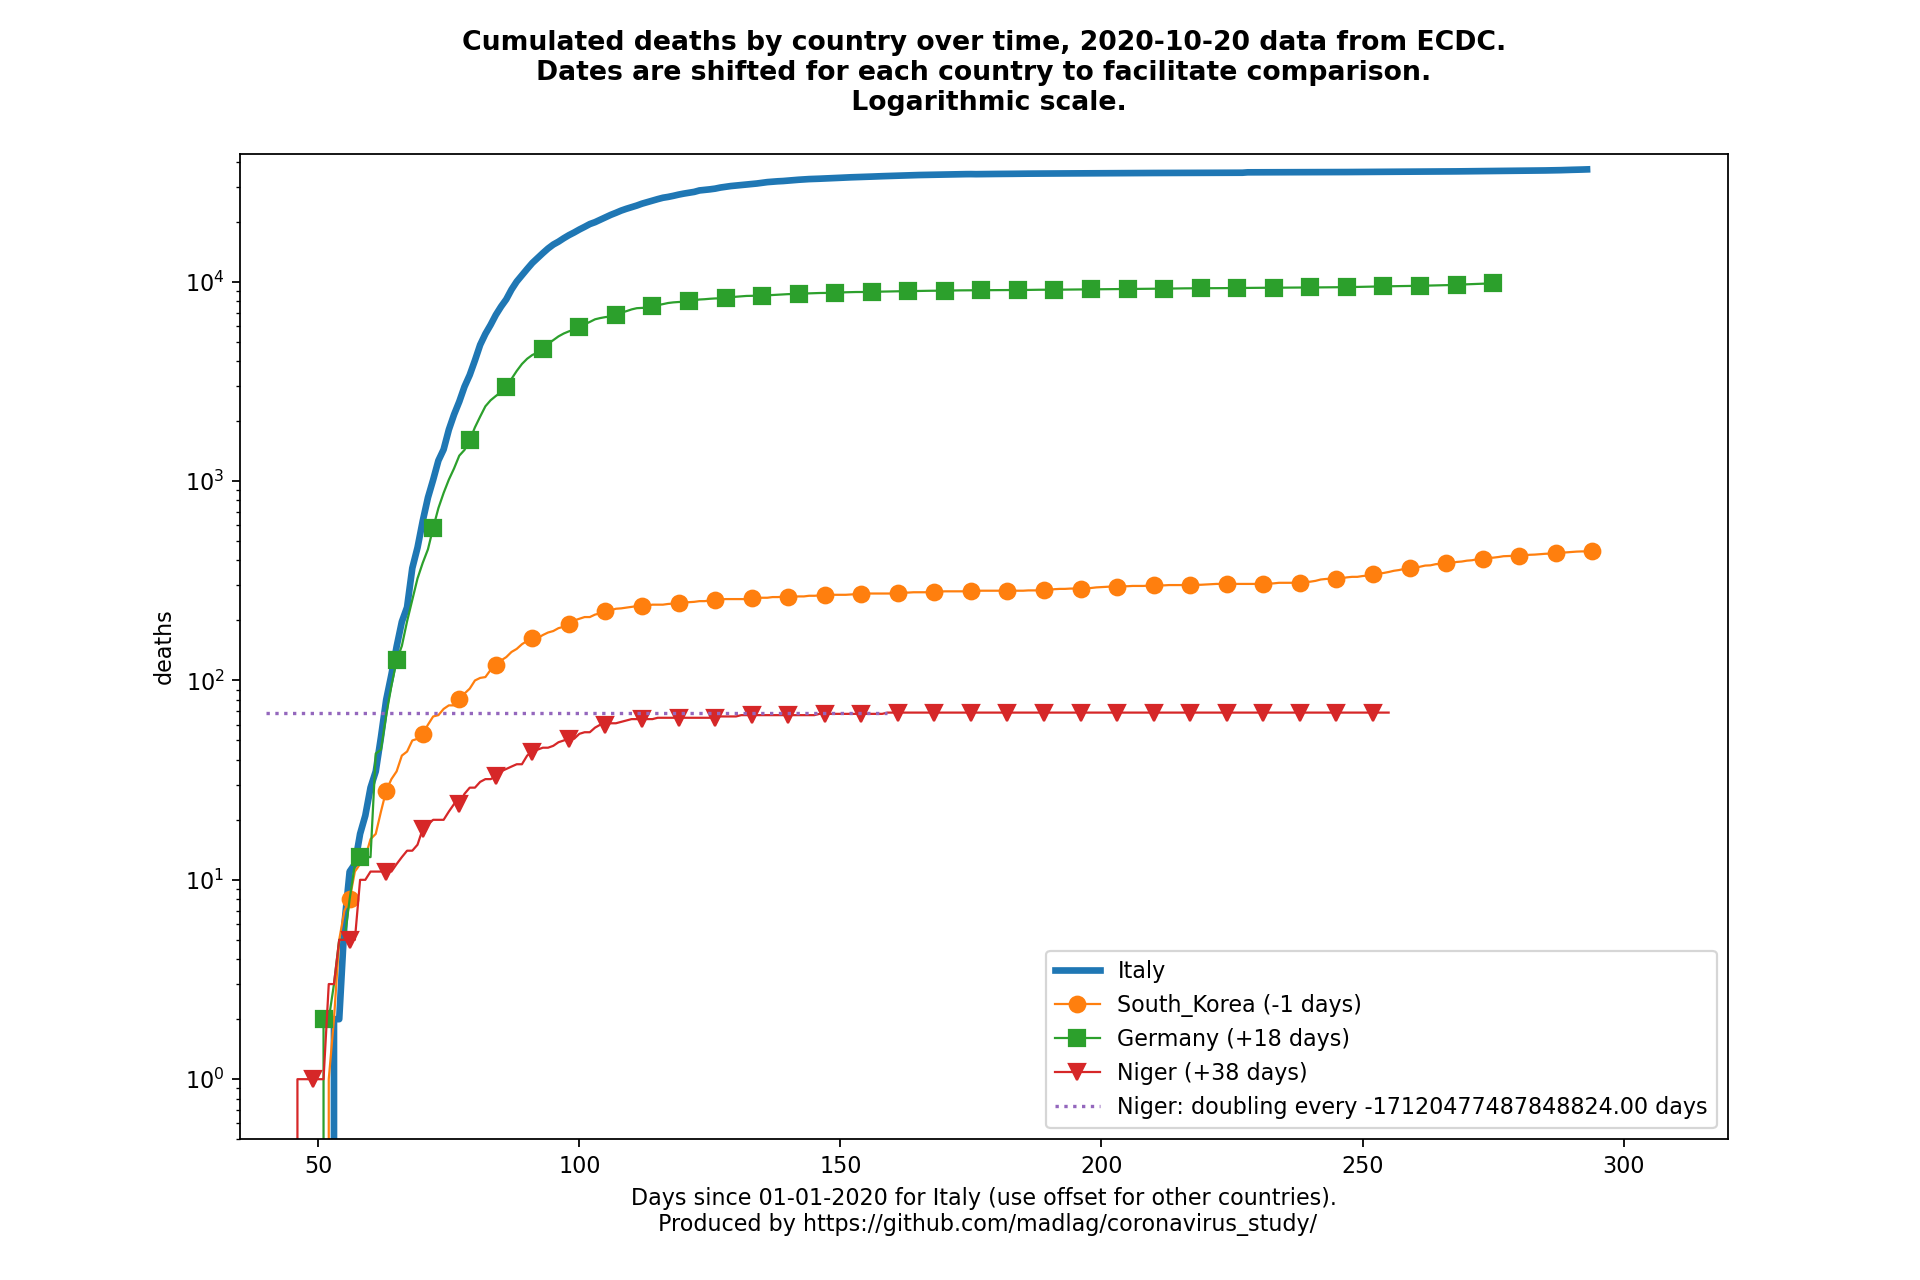 Cumulated deaths by country over time, 2020-10-20 data from ECDC.
Dates are shifted for each country to facilitate comparison.
Logarithmic scale.
deaths
10^4
10^3
10^2
10^1
10^0
Italy
South_Korea (-1 days)
Germany (+18 days)
Niger (+38 days)
Niger: doubling every -17120477487848824.00 days
50 100 150 200 250 300
Days since 01-01-2020 for Italy (use offset for other countries).
Produced by https://github.com/madlag/coronavirus_study/